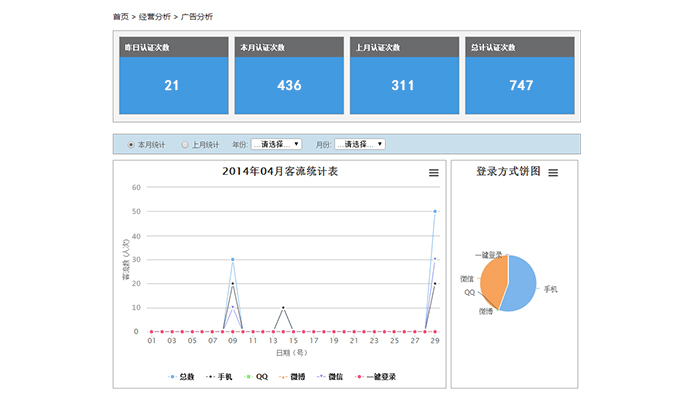 首页 > 经营分析 > 广告分析
昨日认证次数 本月认证次数 上月认证次数 总计认证次数
21 436 311 747
本月统计 上月统计 年份: ...请选择... 月份: ...请选择...
2014年04月客流统计表
登录方式饼图
60
50
40
30
20
10
0
客流数 (人次)
01 03 05 07 09 11 13 15 17 19 21 23 25 27 29
日期（号）
总数 手机 QQ 微博 微信 一键登录
一键登录
微信
QQ
微博
手机